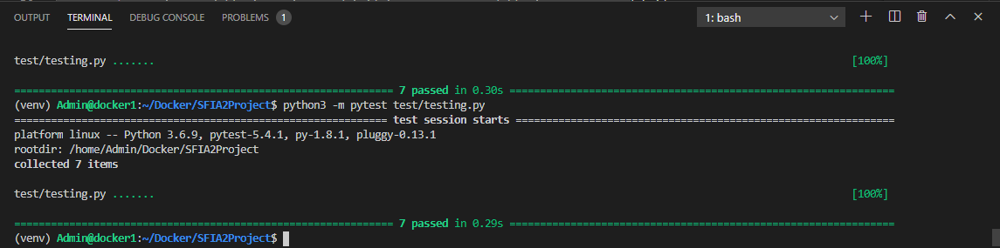 OUTPUT TERMINAL DEBUG CONSOLE PROBLEMS 1 1: bash
test/testing.py ....... [100%]
============================================================== 7 passed in 0.30s ===============================================================
(venv) Admin@docker1:~/Docker/SFIA2Project$ python3 -m pytest test/testing.py
============================================================= test session starts ==============================================================
platform linux -- Python 3.6.9, pytest-5.4.1, py-1.8.1, pluggy-0.13.1
rootdir: /home/Admin/Docker/SFIA2Project
collected 7 items
test/testing.py ....... [100%]
============================================================== 7 passed in 0.29s ===============================================================
(venv) Admin@docker1:~/Docker/SFIA2Project$